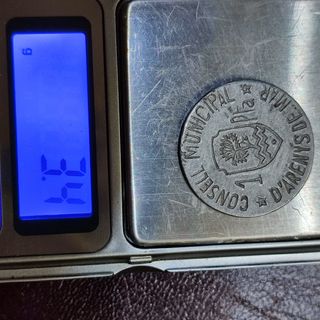 CONSELL MUNICIPAL
1 Pta
D'ARENYS DE MAR
g